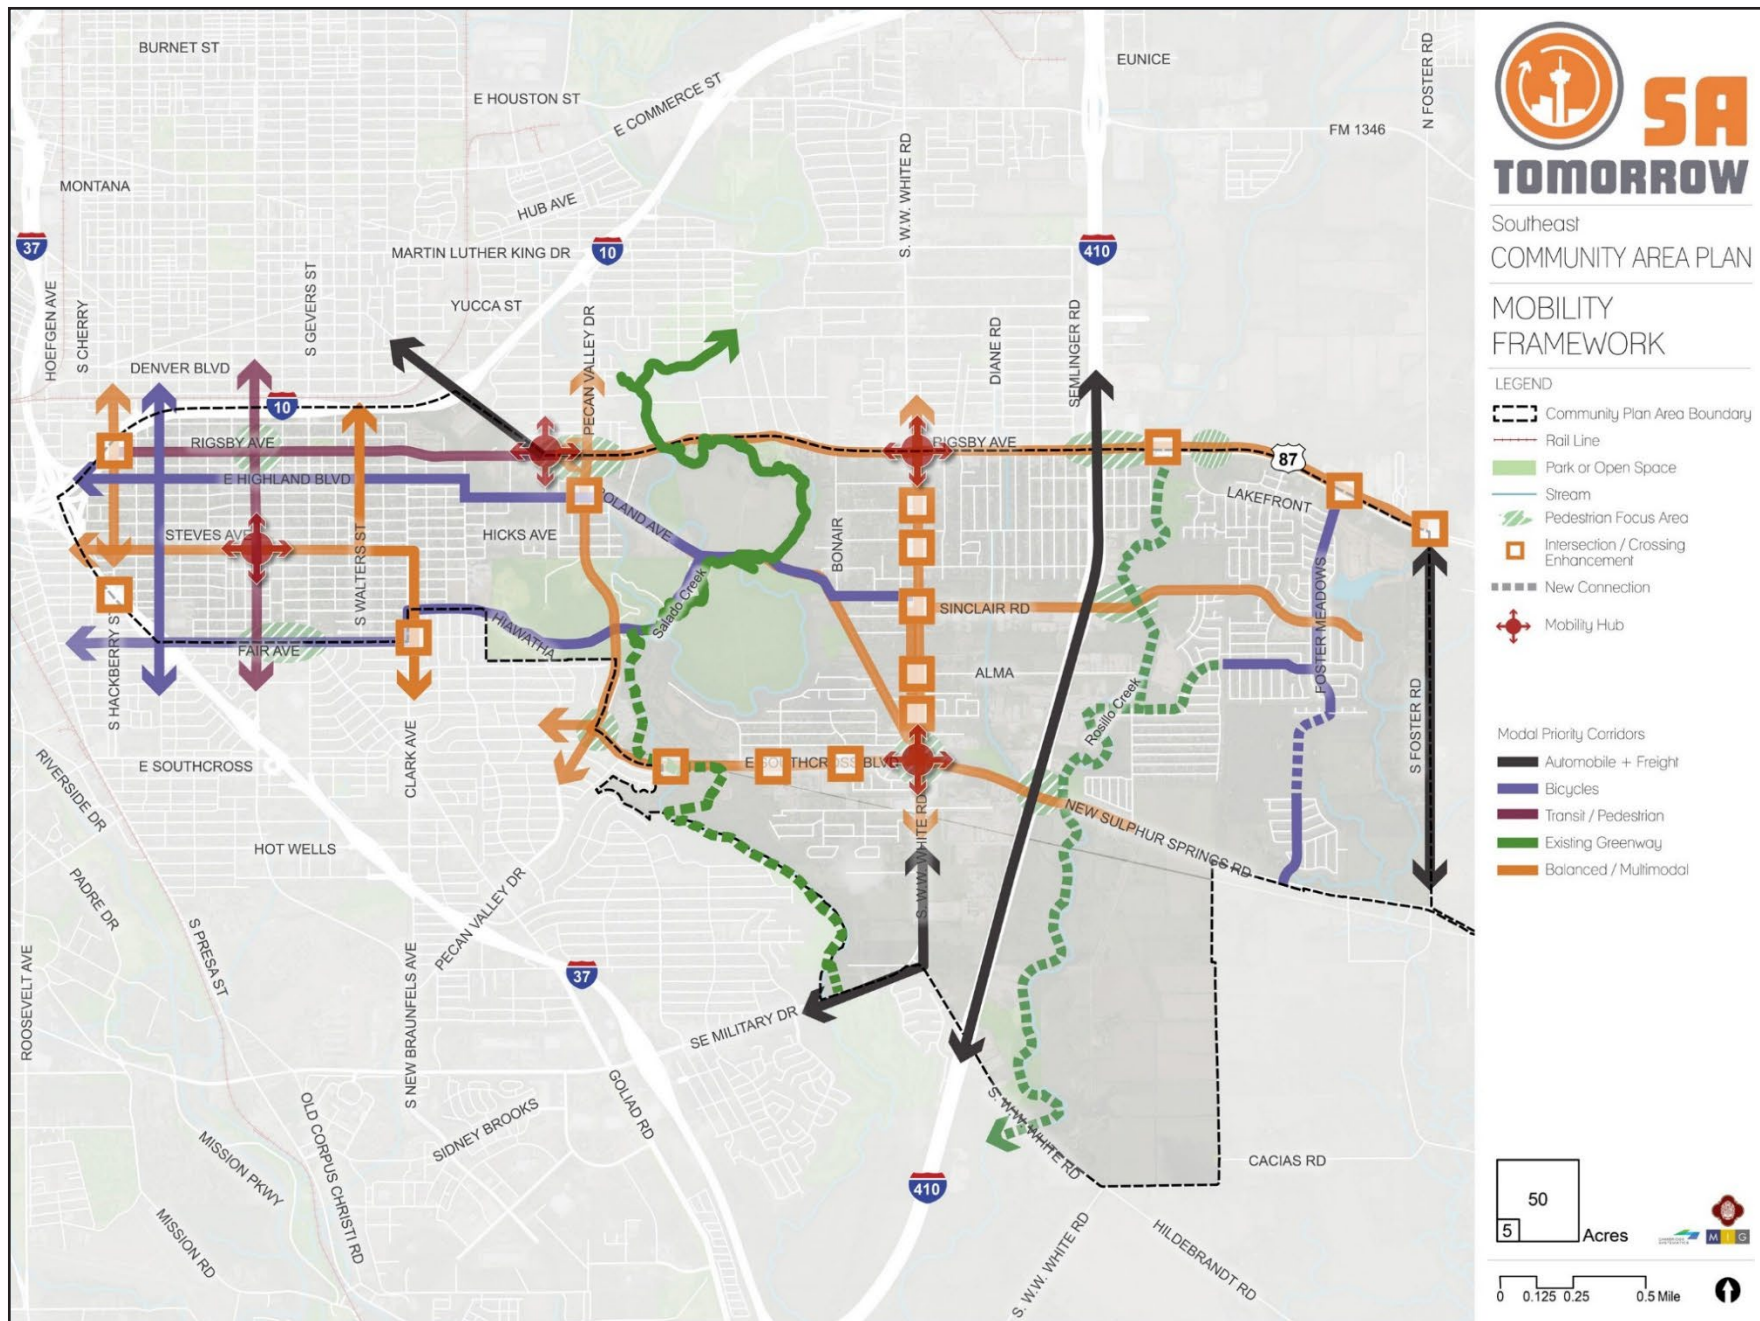 BURNET ST
EUNICE
N FOSTER RD
E HOUSTON ST
E COMMERCE ST
FM 1346
S. W.W. WHITE RD
MONTANA
HUB AVE
37
MARTIN LUTHER KING DR
10
410
HOEFGEN AVE
S CHERRY
S GEVERS ST
YUCCA ST
PECAN VALLEY DR
DIANE RD
SEMLINGER RD
DENVER BLVD
10
RIGSBY AVE
RIGSBY AVE
87
E HIGHLAND BLVD
ROLAND AVE
LAKEFRONT
STEVES AVE
S WALTERS ST
HICKS AVE
BONAIR
Salado Creek
SINCLAIR RD
FOSTER MEADOWS
S HACKBERRY ST
FAIR AVE
HIAWATHA
ALMA
Rosillo Creek
S FOSTER RD
RIVERSIDE DR
E SOUTHCROSS
CLARK AVE
E SOUTHCROSS BLVD
NEW SULPHUR SPRINGS RD
S. W.W. WHITE RD
HOT WELLS
PADRE DR
S PRESA ST
PECAN VALLEY DR
ROOSEVELT AVE
S NEW BRAUNFELS AVE
37
SE MILITARY DR
GOLIAD RD
OLD CORPUS CHRISTI RD
SIDNEY BROOKS
MISSION PKWY
MISSION RD
S. W.W. WHITE RD
CACIAS RD
410
S. W.W. WHITE RD
HILDEBRANDT RD
SA
TOMORROW
Southeast
COMMUNITY AREA PLAN
MOBILITY
FRAMEWORK
LEGEND
Community Plan Area Boundary
Rail Line
Park or Open Space
Stream
Pedestrian Focus Area
Intersection / Crossing
Enhancement
New Connection
Mobility Hub
Modal Priority Corridors
Automobile + Freight
Bicycles
Transit / Pedestrian
Existing Greenway
Balanced / Multimodal
50
5
Acres
M I G
0 0.125 0.25 0.5 Mile